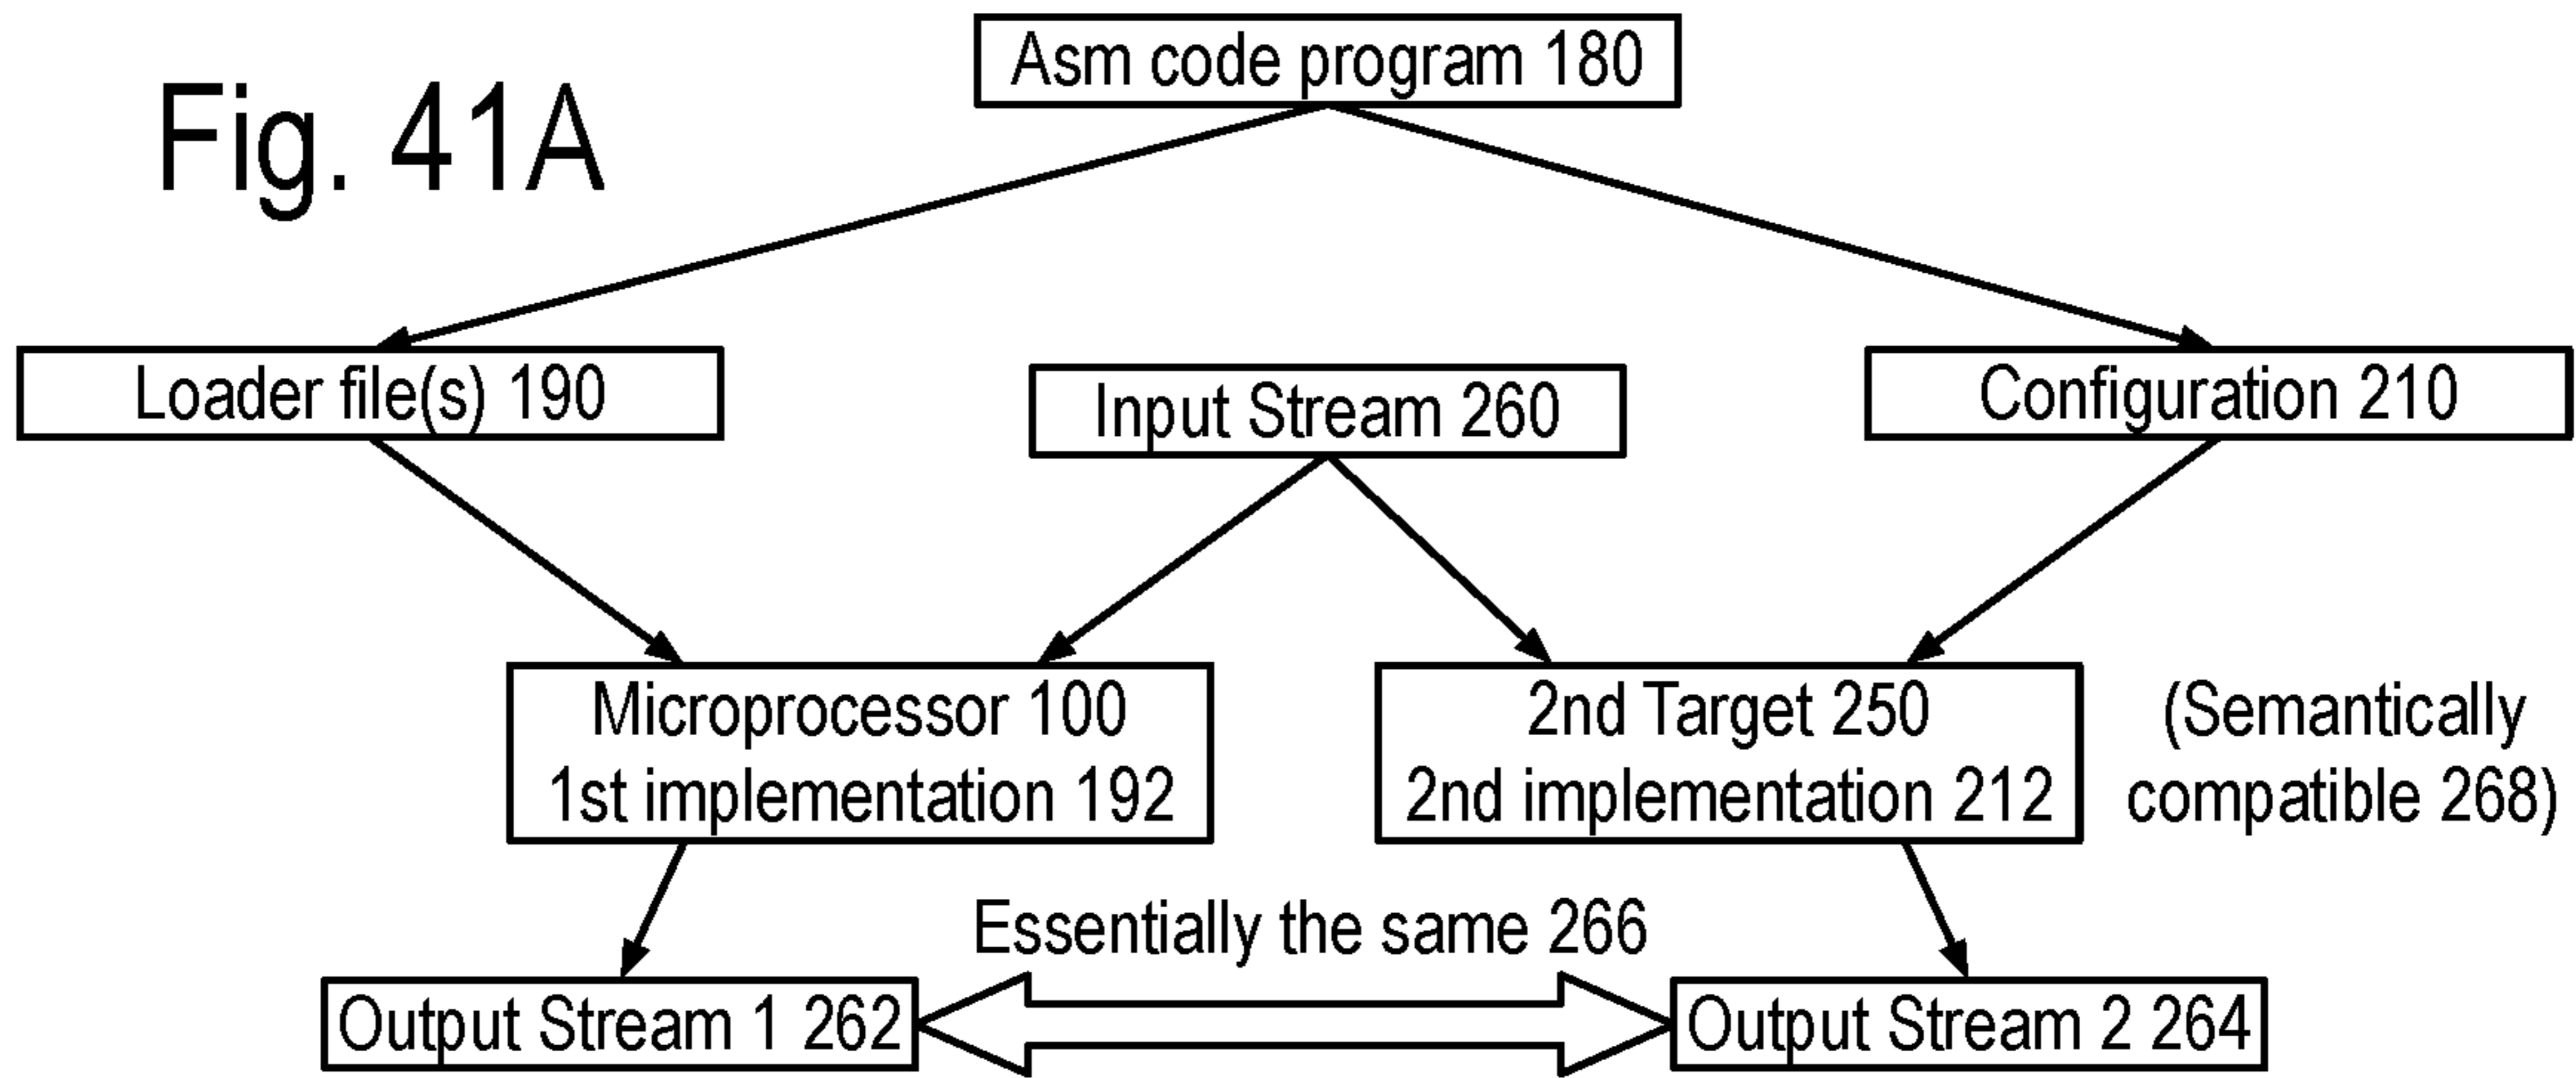 Fig. 41A
Asm code program 180
Loader file(s) 190
Input Stream 260
Configuration 210
Microprocessor 100
1st implementation 192
2nd Target 250
2nd implementation 212
(Semantically
compatible 268)
Essentially the same 266
Output Stream 1 262
Output Stream 2 264